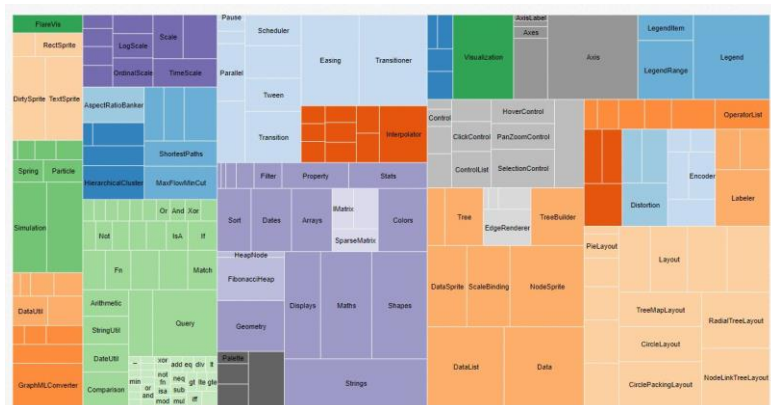 FlareVis
RectSprite
DirtySprite
TextSprite
Spring
Particle
Simulation
DataUtil
GraphMLConverter
LogScale
Scale
OrdinalScale
TimeScale
AspectRatioBanker
ShortestPaths
HierarchicalCluster
MaxFlowMinCut
Or
And
Xor
Not
IsA
If
Fn
Match
Arithmetic
StringUtil
Query
DateUtil
Comparison
–
xor
add
eq
div
lt
min
not
fn
neq
gt
lte
gte
or
isa
sub
and
mod
mul
iff
Pause
Scheduler
Parallel
Easing
Transitioner
Tween
Transition
Interpolator
Filter
Property
Stats
Sort
Dates
Arrays
IMatrix
Colors
SparseMatrix
HeapNode
FibonacciHeap
Displays
Maths
Shapes
Geometry
Palette
Strings
Visualization
AxisLabel
Axes
Axis
LegendItem
LegendRange
Legend
Control
HoverControl
ClickControl
PanZoomControl
ControlList
SelectionControl
OperatorList
Encoder
Distortion
Labeler
Tree
EdgeRenderer
TreeBuilder
DataSprite
ScaleBinding
NodeSprite
DataList
Data
PieLayout
Layout
TreeMapLayout
RadialTreeLayout
CircleLayout
CirclePackingLayout
NodeLinkTreeLayout